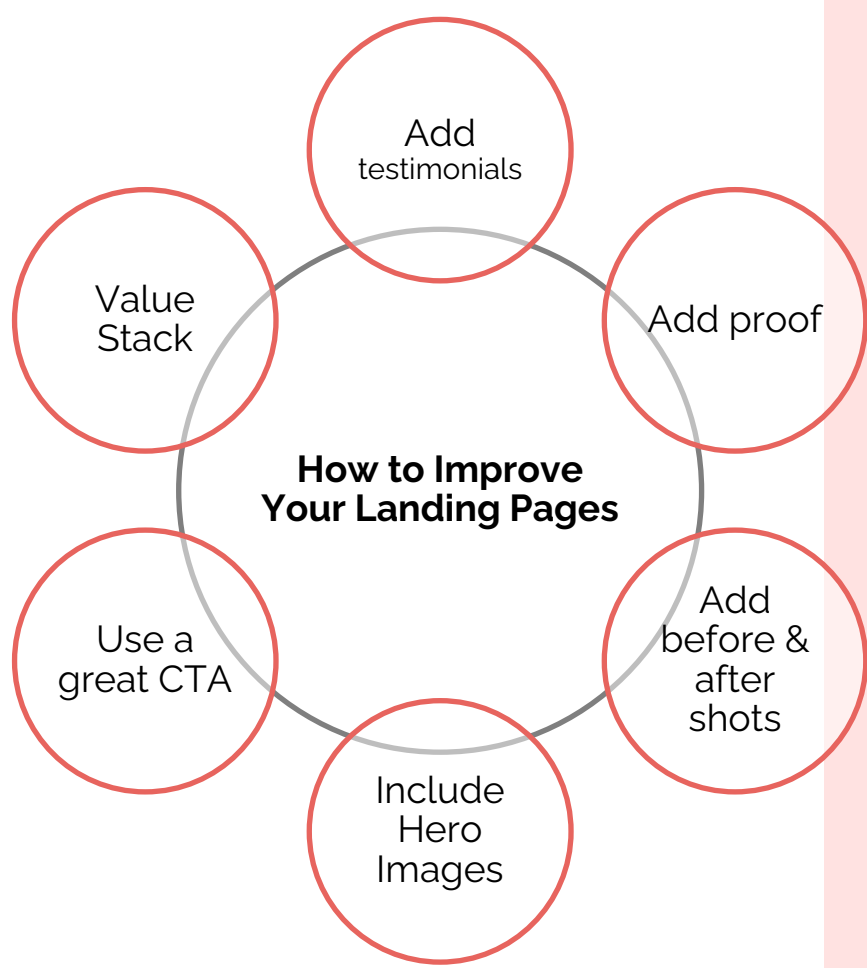 Add
testimonials
Add proof
Add
before &
after
shots
Include
Hero
Images
Use a
great CTA
Value
Stack
How to Improve
Your Landing Pages